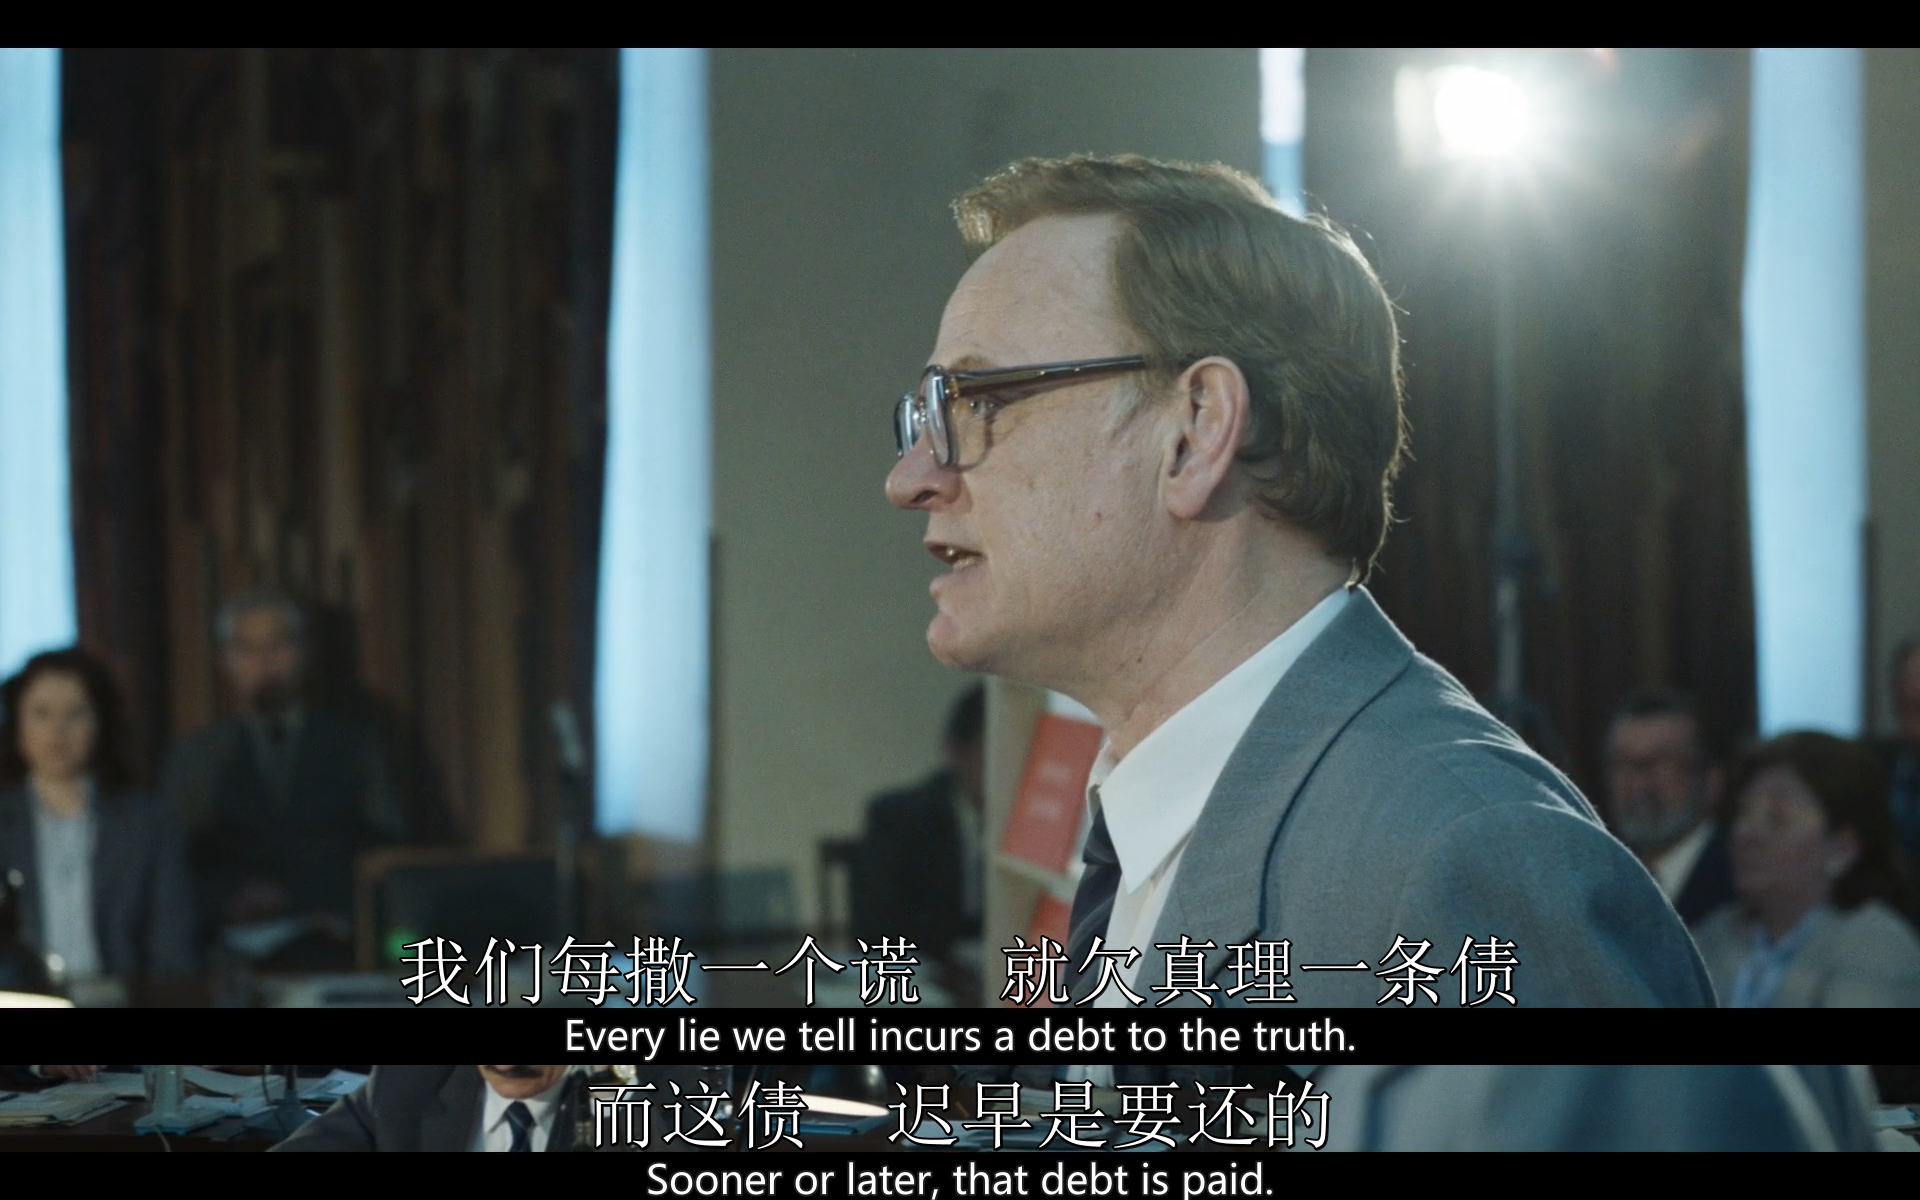 我们每撒一个谎 就欠真理一条债
Every lie we tell incurs a debt to the truth.
而这债 迟早是要还的
Sooner or later, that debt is paid.